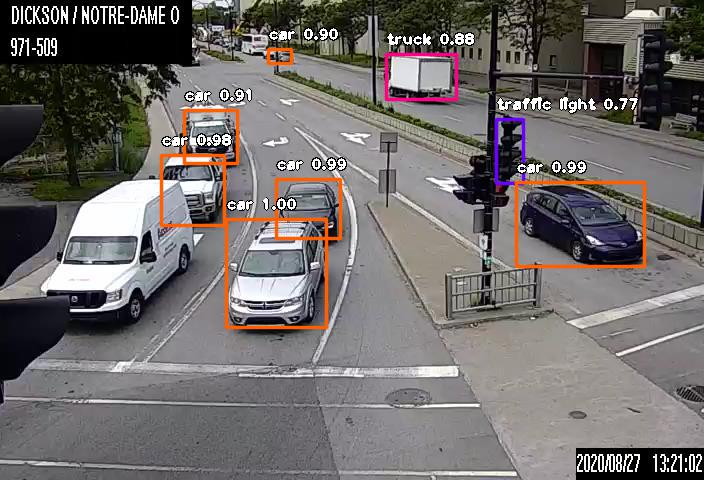 DICKSON / NOTRE-DAME O
971-509
car 0.90
truck 0.88
car 0.91
traffic light 0.77
car 0.98
car 0.99
car 0.99
car 1.00
2020/08/27 13:21:02